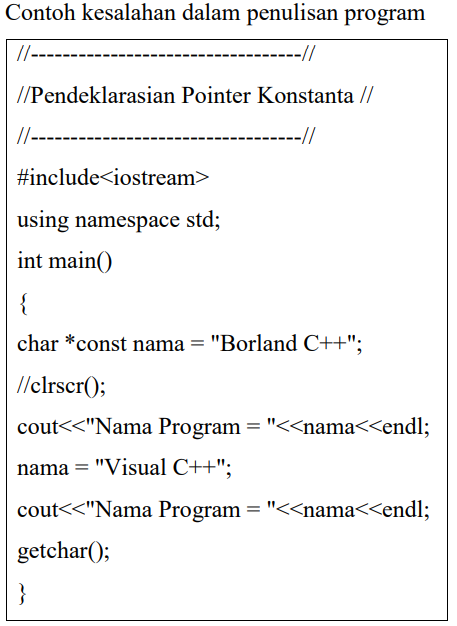 Contoh kesalahan dalam penulisan program
//----------------------------------//
//Pendeklarasian Pointer Konstanta //
//----------------------------------//
#include<iostream>
using namespace std;
int main()
{
char *const nama = "Borland C++";
//clrscr();
cout<<"Nama Program = "<<nama<<endl;
nama = "Visual C++";
cout<<"Nama Program = "<<nama<<endl;
getchar();
}